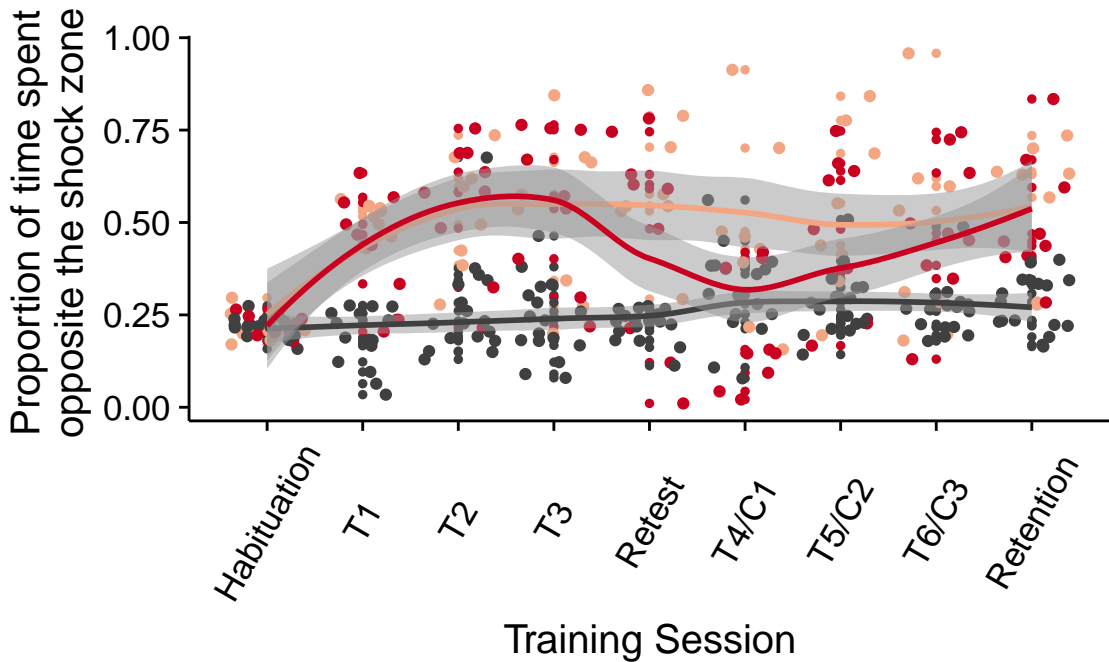 Proportion of time spent
opposite the shock zone
1.00
0.75
0.50
0.25
0.00
Habituation
T1
T2
T3
Retest
T4/C1
T5/C2
T6/C3
Retention
Training Session